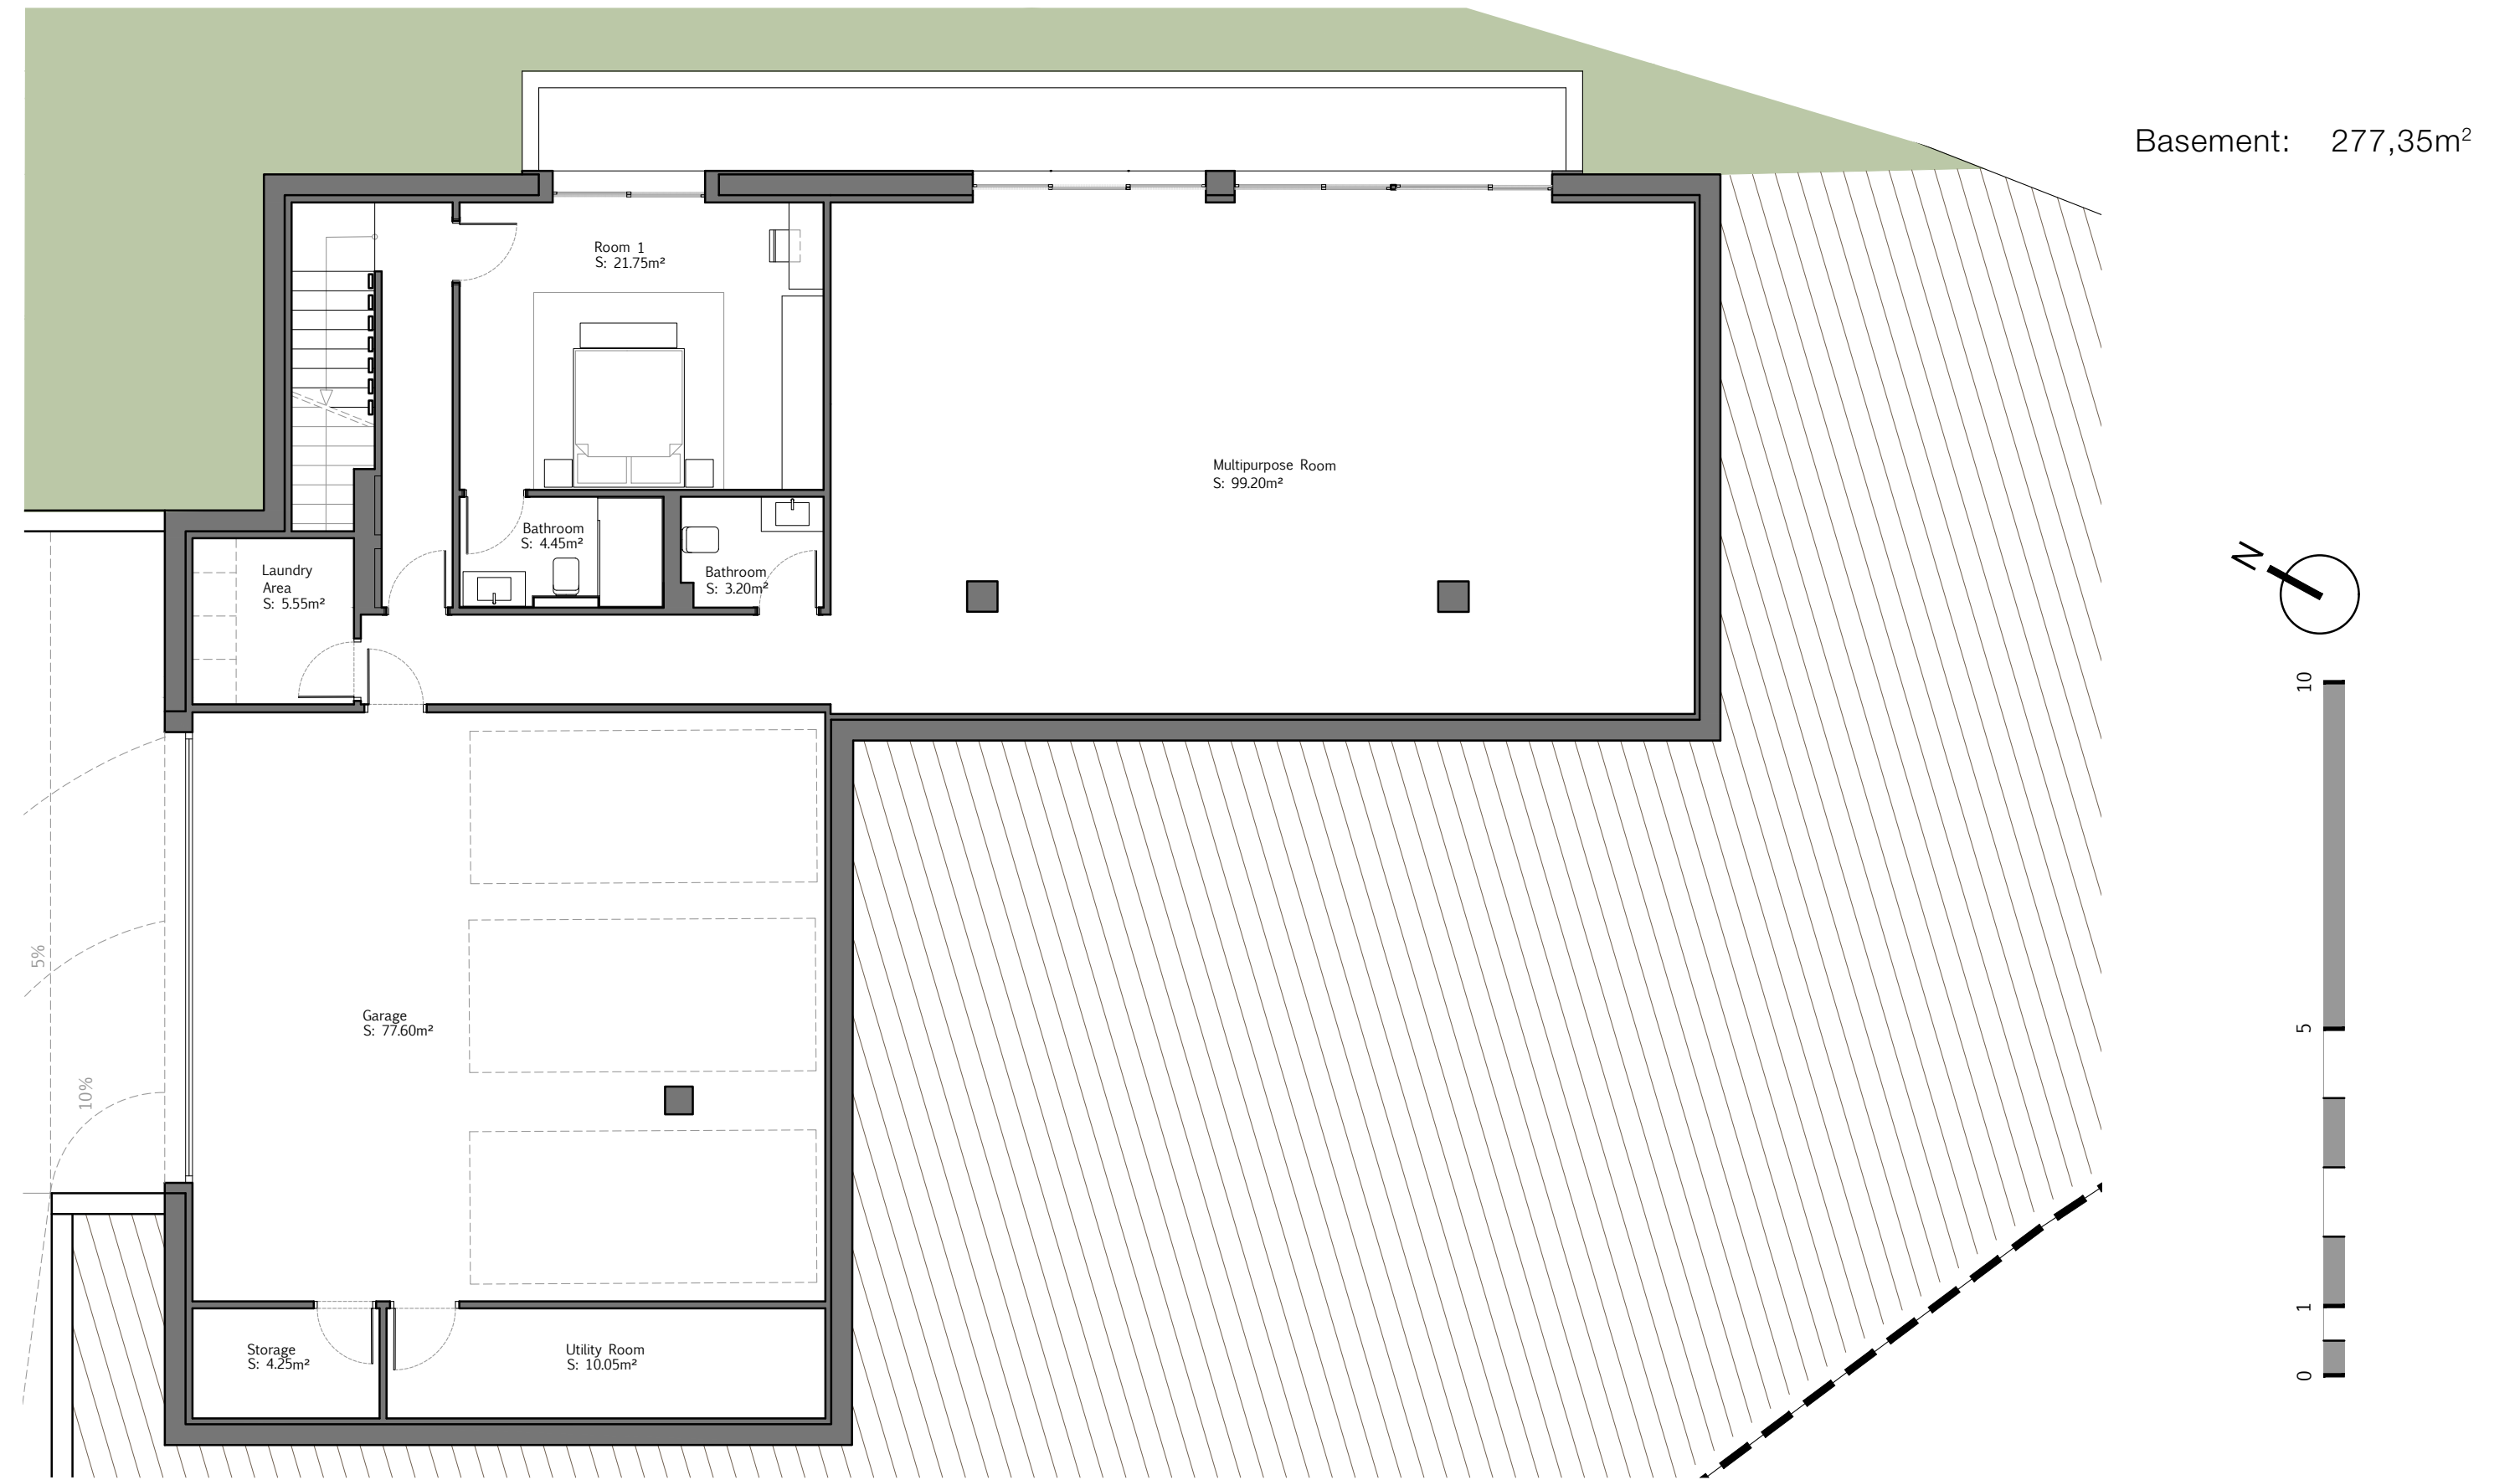 Basement: 277,35m²
Room 1
S: 21.75m²
Multipurpose Room
S: 99.20m²
Bathroom
S: 4.45m²
Bathroom
S: 3.20m²
Laundry
Area
S: 5.55m²
N
10
5
1
0
5%
10%
Garage
S: 77.60m²
Storage
S: 4.25m²
Utility Room
S: 10.05m²